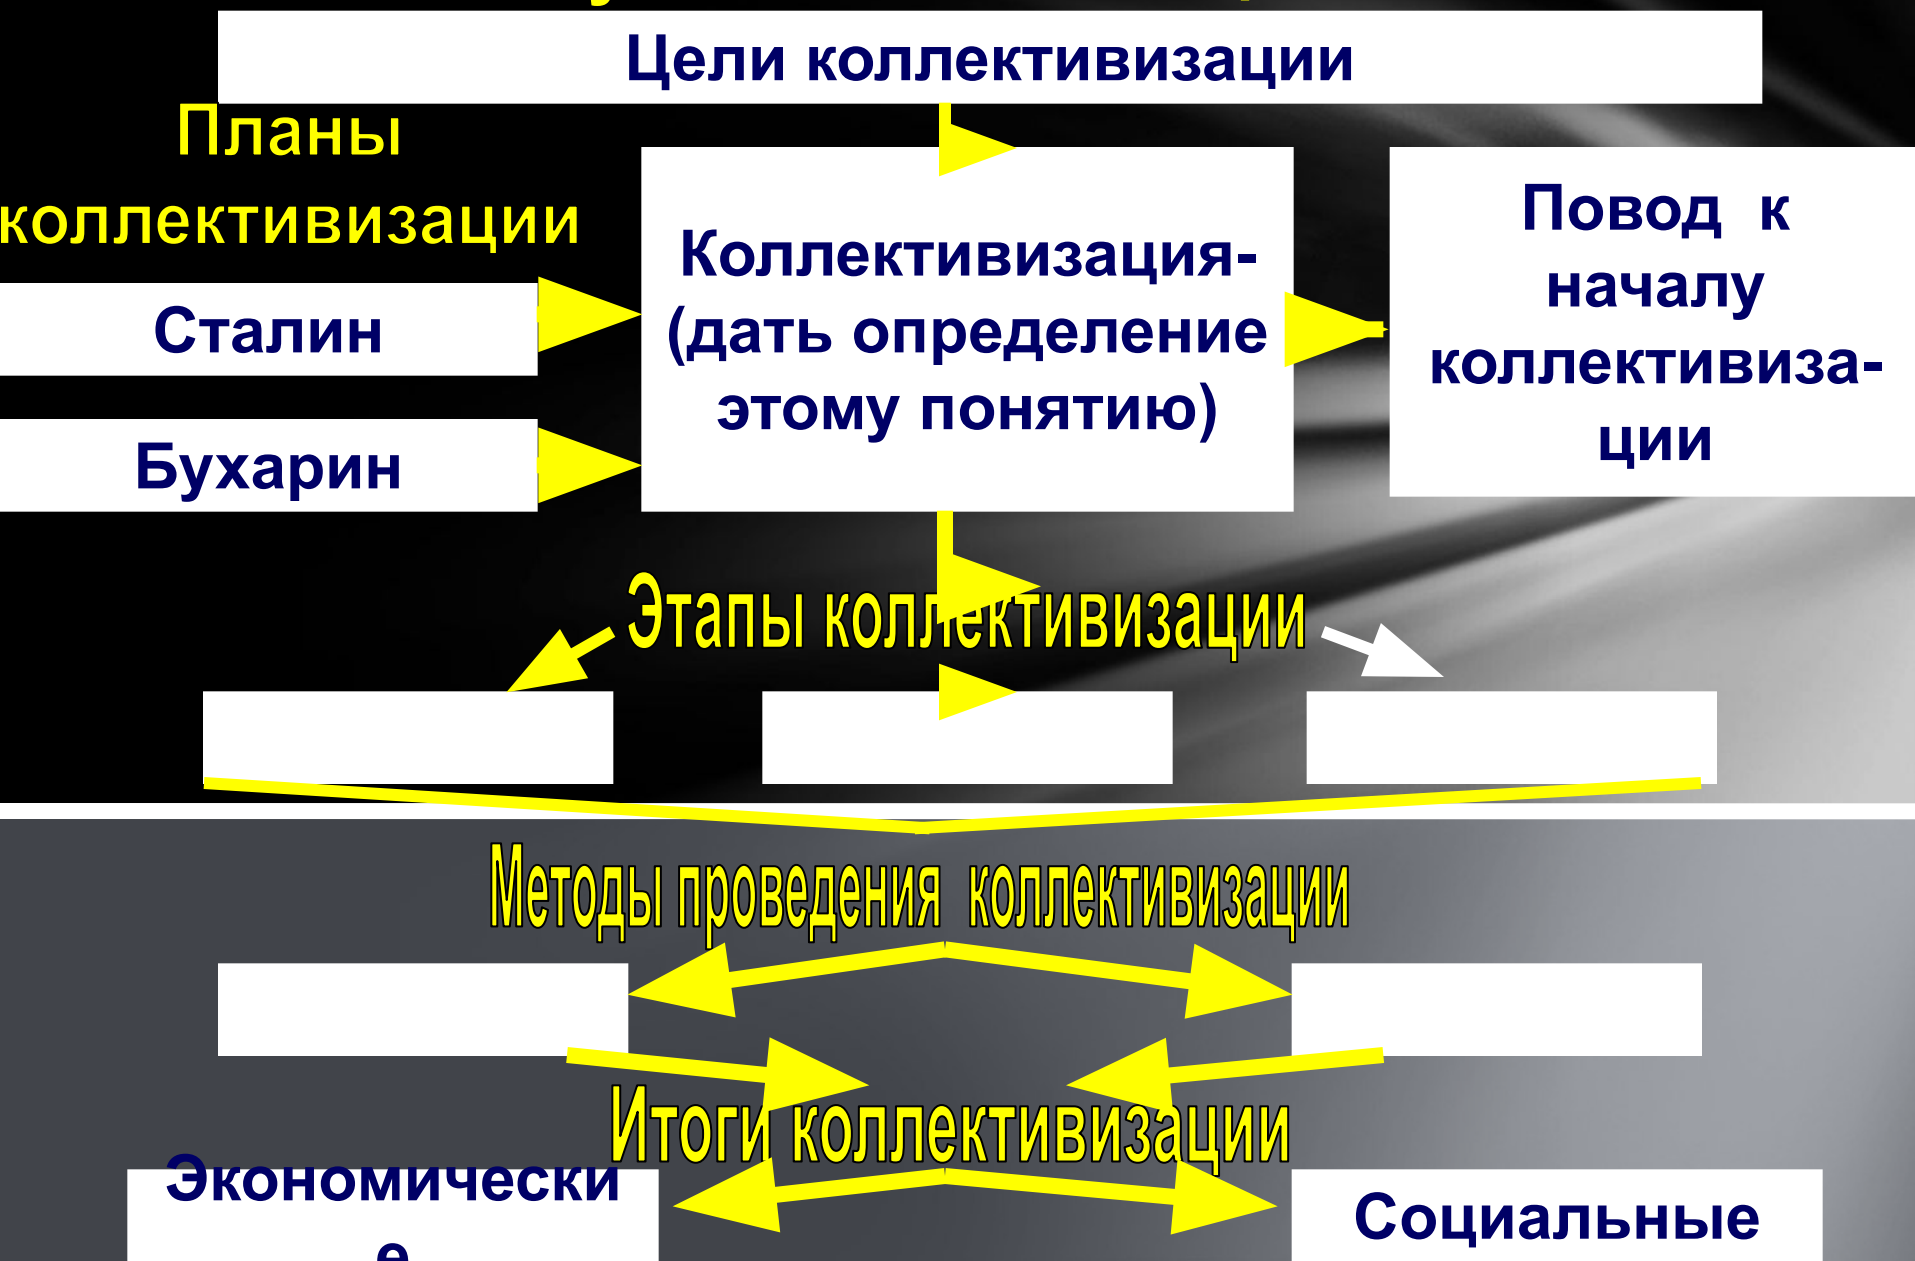 Цели коллективизации
Планы
коллективизации
Сталин
Бухарин
Коллективизация-
(дать определение
этому понятию)
Повод к
началу
коллективиза-
ции
Этапы коллективизации
Методы проведения коллективизации
Итоги коллективизации
Экономически
е
Социальные